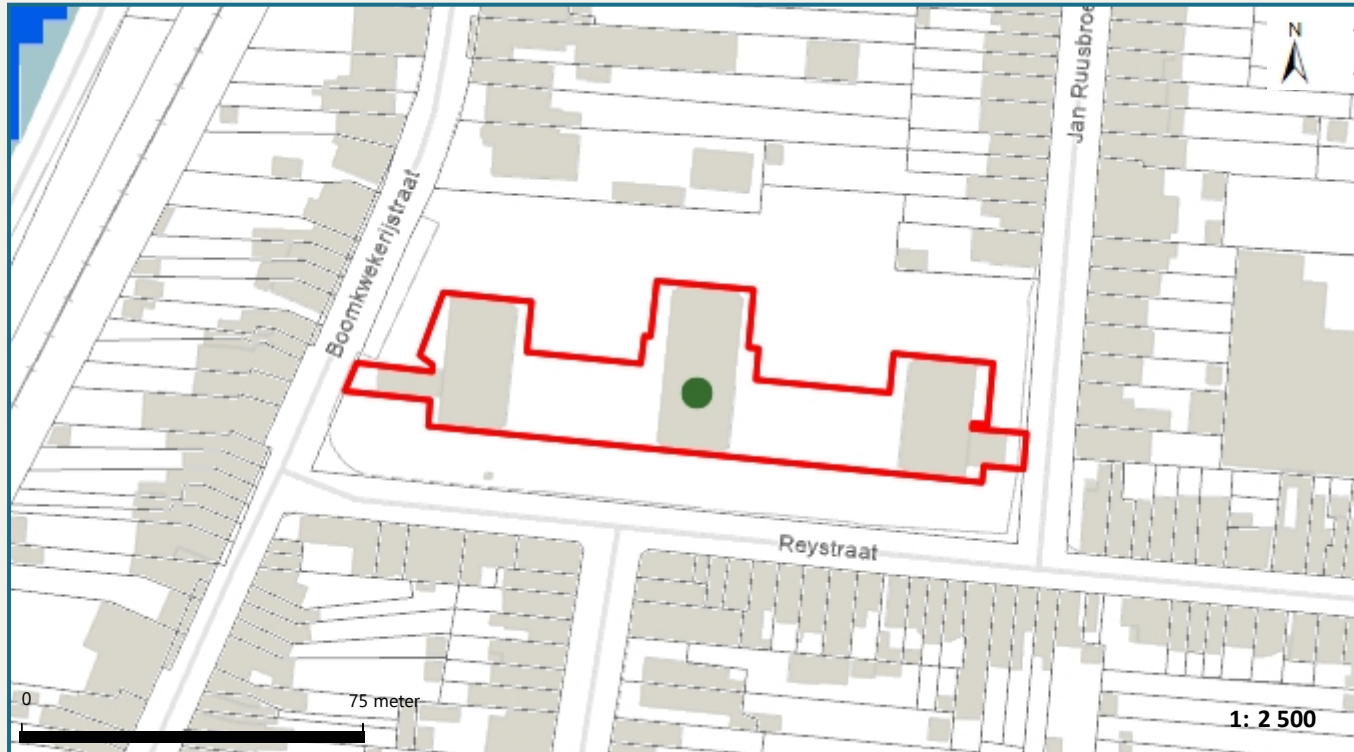 N
Jan Ruusbroe
Boomkwekerijstraat
Reystraat
0
75 meter
1: 2 500